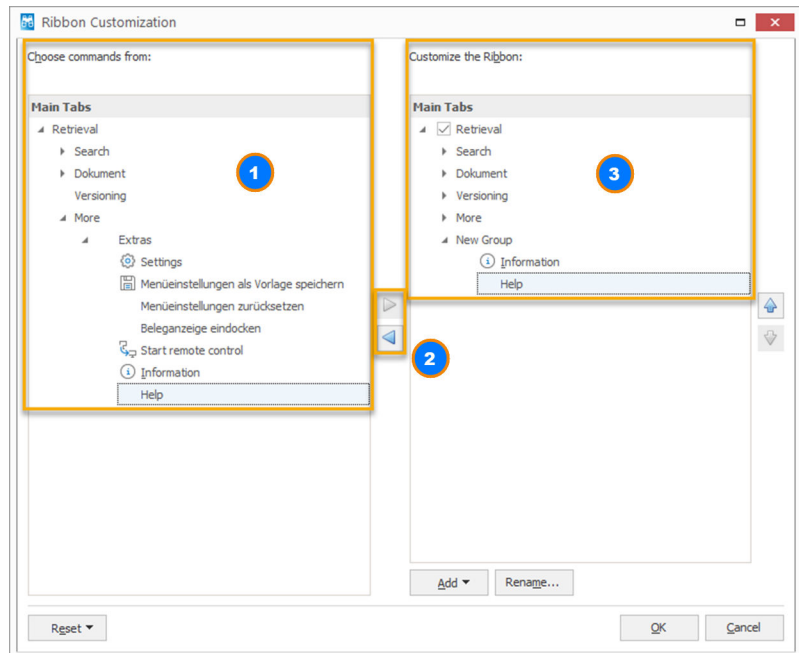 Ribbon Customization
Choose commands from:
Main Tabs
Retrieval
Search
Dokument
Versioning
More
Extras
Settings
Menüeinstellungen als Vorlage speichern
Menüeinstellungen zurücksetzen
Beleganzeige eindocken
Start remote control
Information
Help
1
2
Customize the Ribbon:
Main Tabs
Retrieval
Search
Dokument
Versioning
More
New Group
Information
Help
3
Add
Rename...
Reset
OK
Cancel